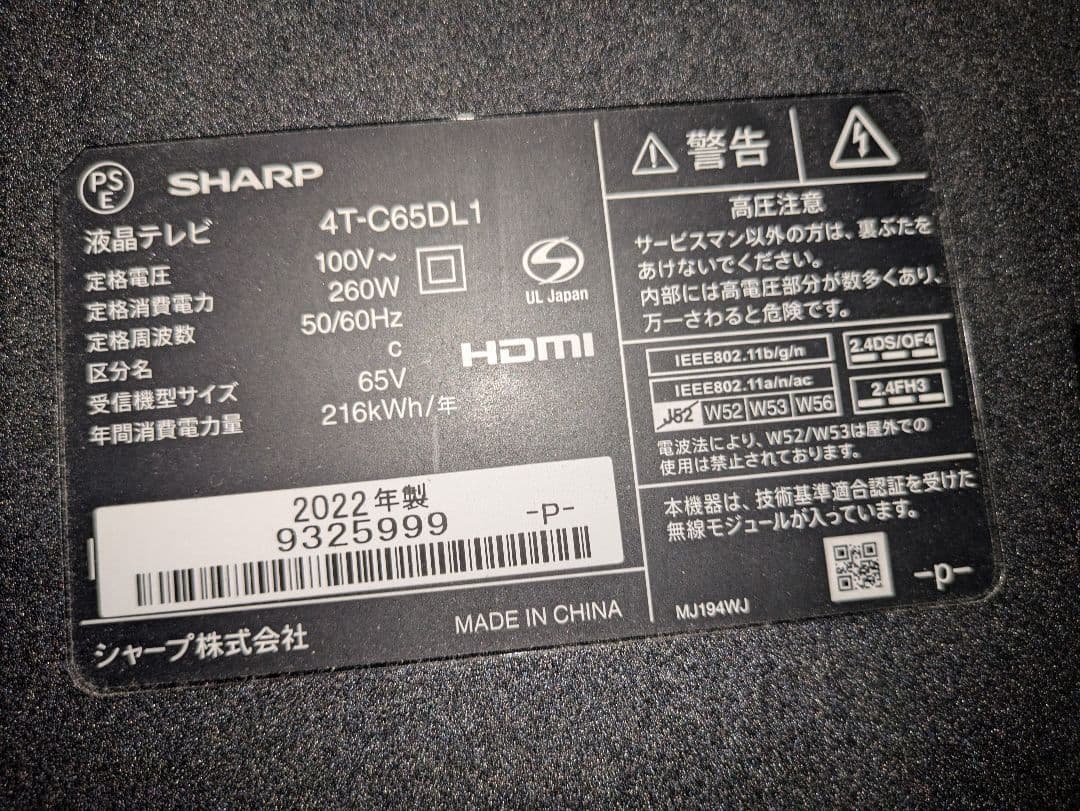 PSE
SHARP
液晶テレビ 4T-C65DL1
定格電圧 100V～
定格消費電力 260W
定格周波数 50/60Hz
区分名 c
受信機型サイズ 65V
年間消費電力量 216kWh/年
S
UL Japan
HDMI
2022年製
9325999 -P-
シャープ株式会社 MADE IN CHINA
警告
高圧注意
サービスマン以外の方は、裏ぶたを
あけないでください。
内部には高電圧部分が数多くあり、
万一さわると危険です。
IEEE802.11b/g/n
2.4DS/OF4
IEEE802.11a/n/ac
J52 W52 W53 W56
2.4FH3
電波法により、W52/W53は屋外での
使用は禁止されております。
本機器は、技術基準適合認証を受けた
無線モジュールが入っています。
-P-
MJ194WJ